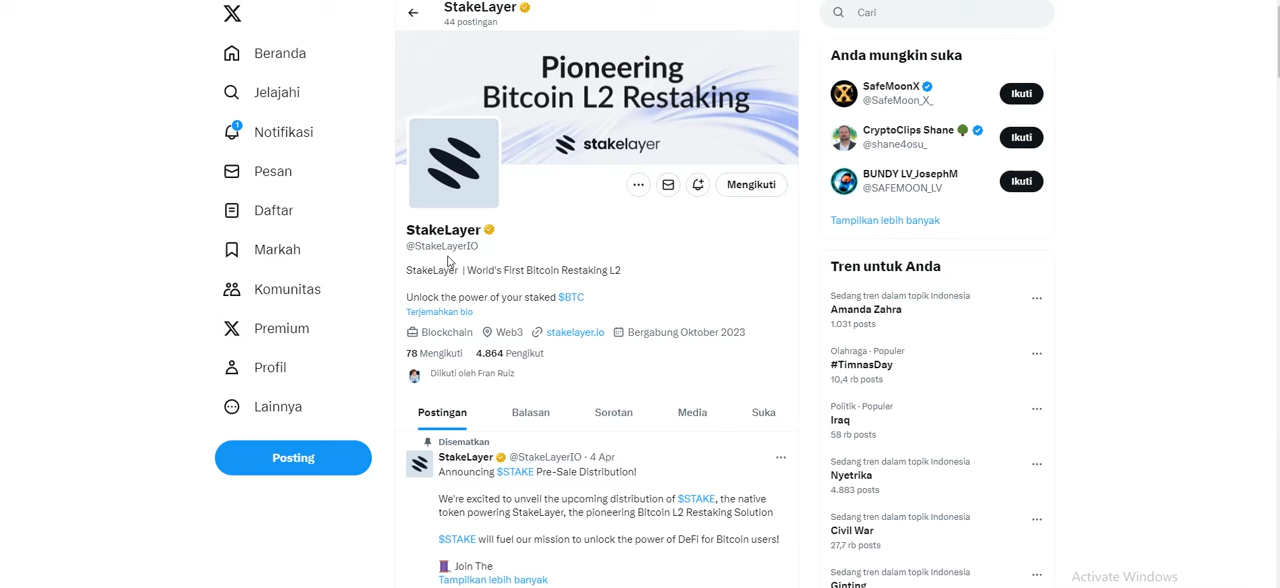 Beranda
Jelajahi
1
Notifikasi
Pesan
Daftar
Markah
Komunitas
Premium
Profil
Lainnya
Posting
StakeLayer
44 postingan
Pioneering
Bitcoin L2 Restaking
stakelayer
Mengikuti
StakeLayer
@StakeLayerIO
StakeLayer | World's First Bitcoin Restaking L2
Unlock the power of your staked $BTC
Terjemahkan bio
Blockchain Web3 stakelayer.io Bergabung Oktober 2023
78 Mengikuti 4.864 Pengikut
Diikuti oleh Fran Ruiz
Postingan Balasan Sorotan Media Suka
Disematkan
StakeLayer @StakeLayerIO · 4 Apr
Announcing $STAKE Pre-Sale Distribution!
We're excited to unveil the upcoming distribution of $STAKE, the native
token powering StakeLayer, the pioneering Bitcoin L2 Restaking Solution
$STAKE will fuel our mission to unlock the power of DeFi for Bitcoin users!
Join The
Tampilkan lebih banyak
Cari
Anda mungkin suka
SafeMoonX
@SafeMoon_X_
Ikuti
CryptoClips Shane
@shane4osu_
Ikuti
BUNDY LV_JosephM
@SAFEMOON_LV
Ikuti
Tampilkan lebih banyak
Tren untuk Anda
Sedang tren dalam topik Indonesia
Amanda Zahra
1.031 posts
Olahraga · Populer
#TimnasDay
10,4 rb posts
Politik · Populer
Iraq
58 rb posts
Sedang tren dalam topik Indonesia
Nyetrika
4.883 posts
Sedang tren dalam topik Indonesia
Civil War
27,7 rb posts
Sedang tren dalam topik Indonesia
Ginting
Activate Windows